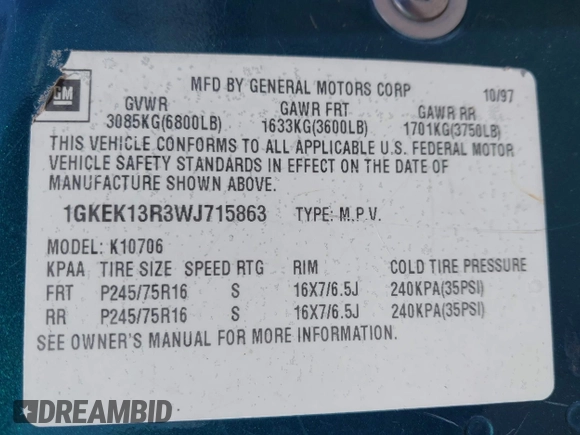 GM
MFD BY GENERAL MOTORS CORP 10/97
GVWR GAWR FRT GAWR RR
3085KG(6800LB) 1633KG(3600LB) 1701KG(3750LB)
THIS VEHICLE CONFORMS TO ALL APPLICABLE U.S. FEDERAL MOTOR
VEHICLE SAFETY STANDARDS IN EFFECT ON THE DATE OF
MANUFACTURE SHOWN ABOVE.
1GKEK13R3WJ715863 TYPE: M.P.V.
MODEL: K10706
KPAA TIRE SIZE SPEED RTG RIM COLD TIRE PRESSURE
FRT P245/75R16 S 16X7/6.5J 240KPA(35PSI)
RR P245/75R16 S 16X7/6.5J 240KPA(35PSI)
SEE OWNER'S MANUAL FOR MORE INFORMATION.
DREAMBID